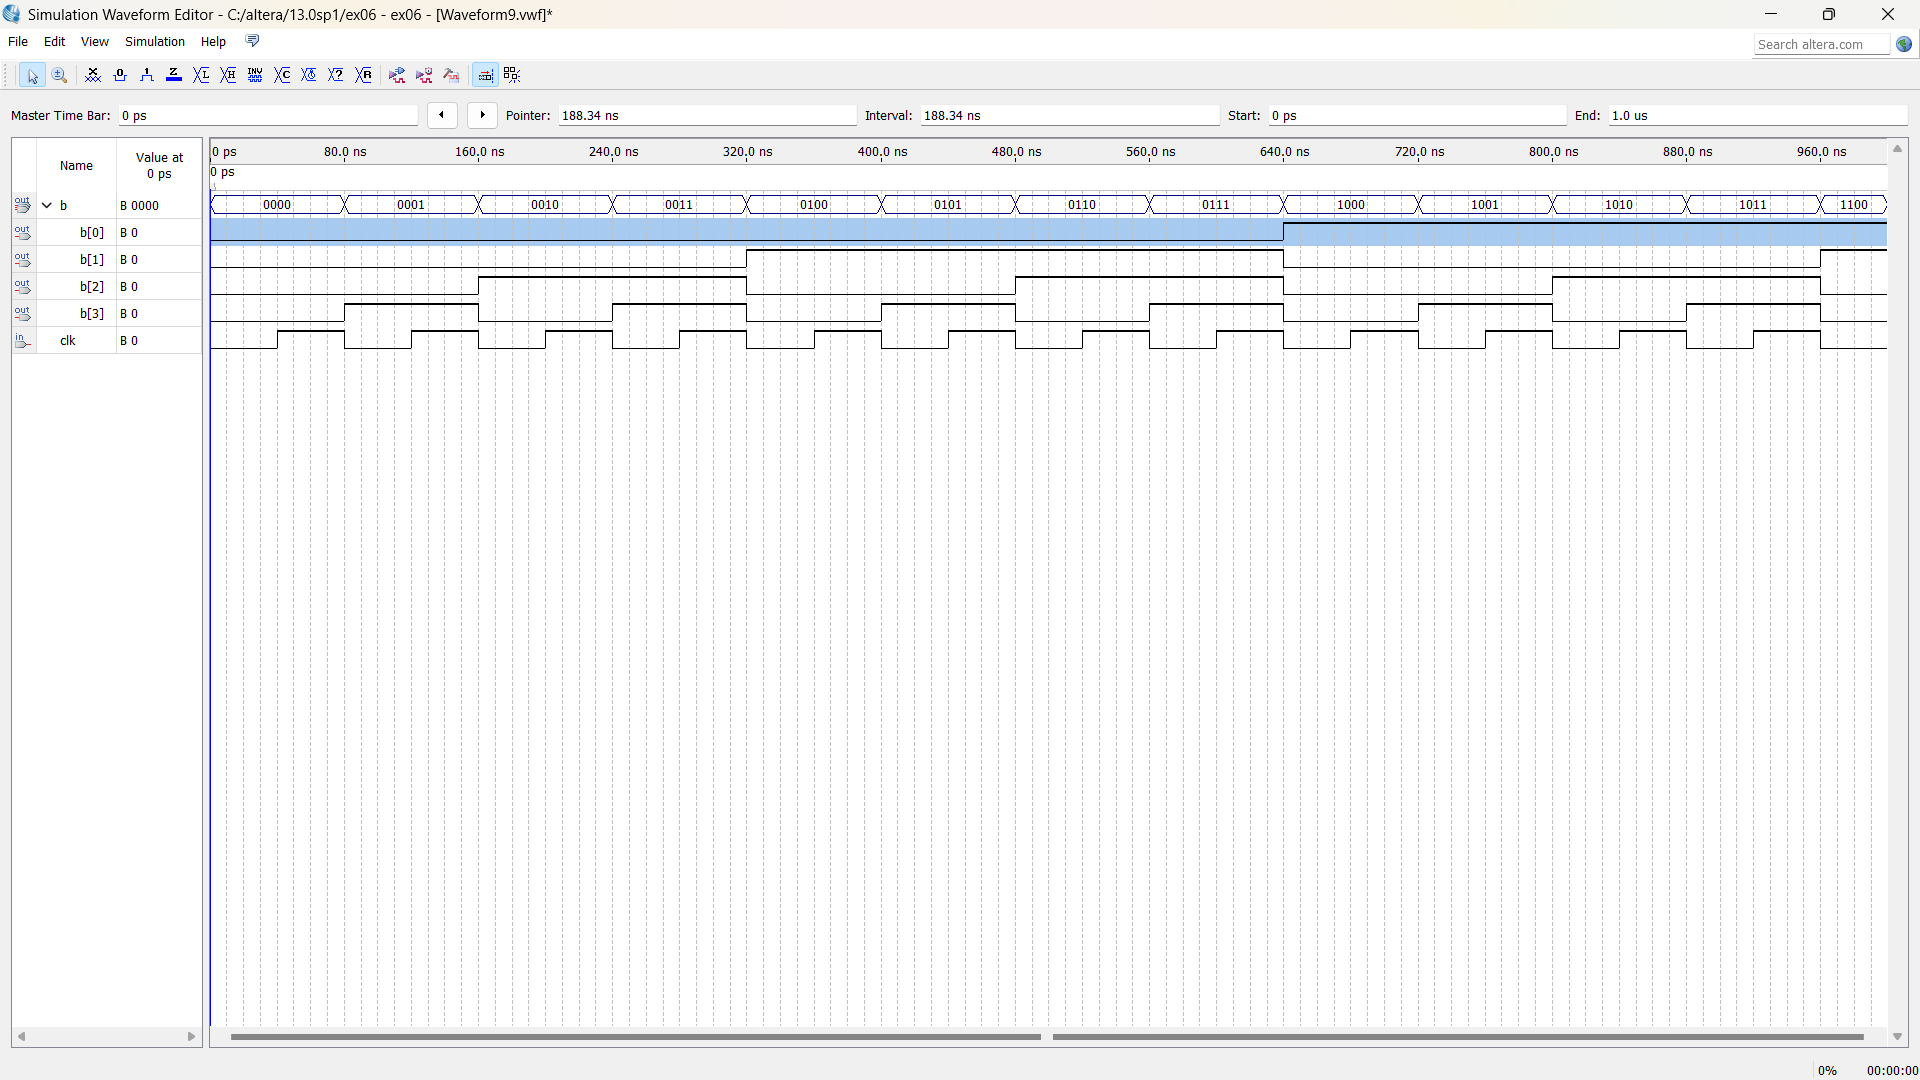 Simulation Waveform Editor - C:/altera/13.0sp1/ex06 - ex06 - [Waveform9.vwf]*
File Edit View Simulation Help
Search altera.com
Master Time Bar: 0 ps Pointer: 188.34 ns Interval: 188.34 ns Start: 0 ps End: 1.0 us
Name Value at 0 ps
0 ps 80.0 ns 160.0 ns 240.0 ns 320.0 ns 400.0 ns 480.0 ns 560.0 ns 640.0 ns 720.0 ns 800.0 ns 880.0 ns 960.0 ns
0 ps
out b B 0000 0000 0001 0010 0011 0100 0101 0110 0111 1000 1001 1010 1011 1100
out b[0] B 0
out b[1] B 0
out b[2] B 0
out b[3] B 0
in clk B 0
0% 00:00:00